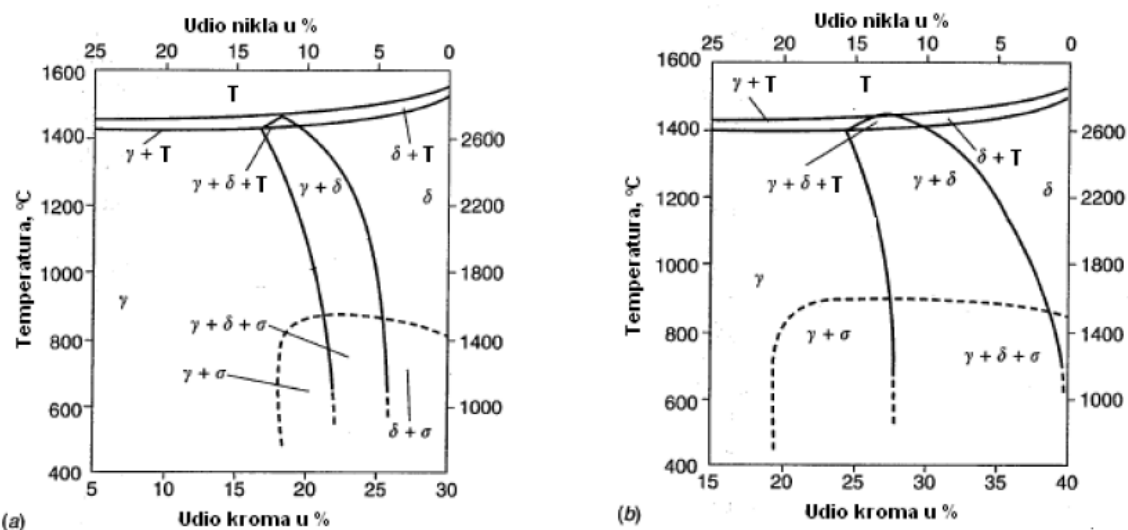 Udio nikla u %
25 20 15 10 5 0
1600
1400
1200
1000
800
600
400
Temperatura, °C
2600
2200
1800
1400
1000
T
γ + T
γ + δ + T
γ + δ
δ + T
δ
γ
γ + δ + σ
γ + σ
δ + σ
5 10 15 20 25 30
Udio kroma u %
(a)
Udio nikla u %
25 20 15 10 5 0
1600
1400
1200
1000
800
600
400
Temperatura, °C
2600
2200
1800
1400
1000
γ + T
T
δ + T
γ + δ + T
γ + δ
δ
γ
γ + σ
γ + δ + σ
15 20 25 30 35 40
Udio kroma u %
(b)